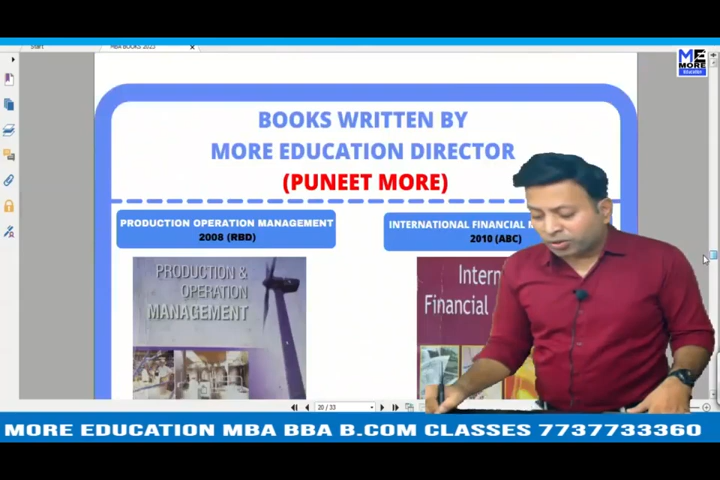 Start
MBA BOOKS 2023
ME
MORE
BOOKS WRITTEN BY
MORE EDUCATION DIRECTOR
(PUNEET MORE)
PRODUCTION OPERATION MANAGEMENT
2008 (RBD)
INTERNATIONAL FINANCIAL
2010 (ABC)
PRODUCTION &
OPERATION
MANAGEMENT
Intern
Financial
20 / 33
MORE EDUCATION MBA BBA B.COM CLASSES 7737733360